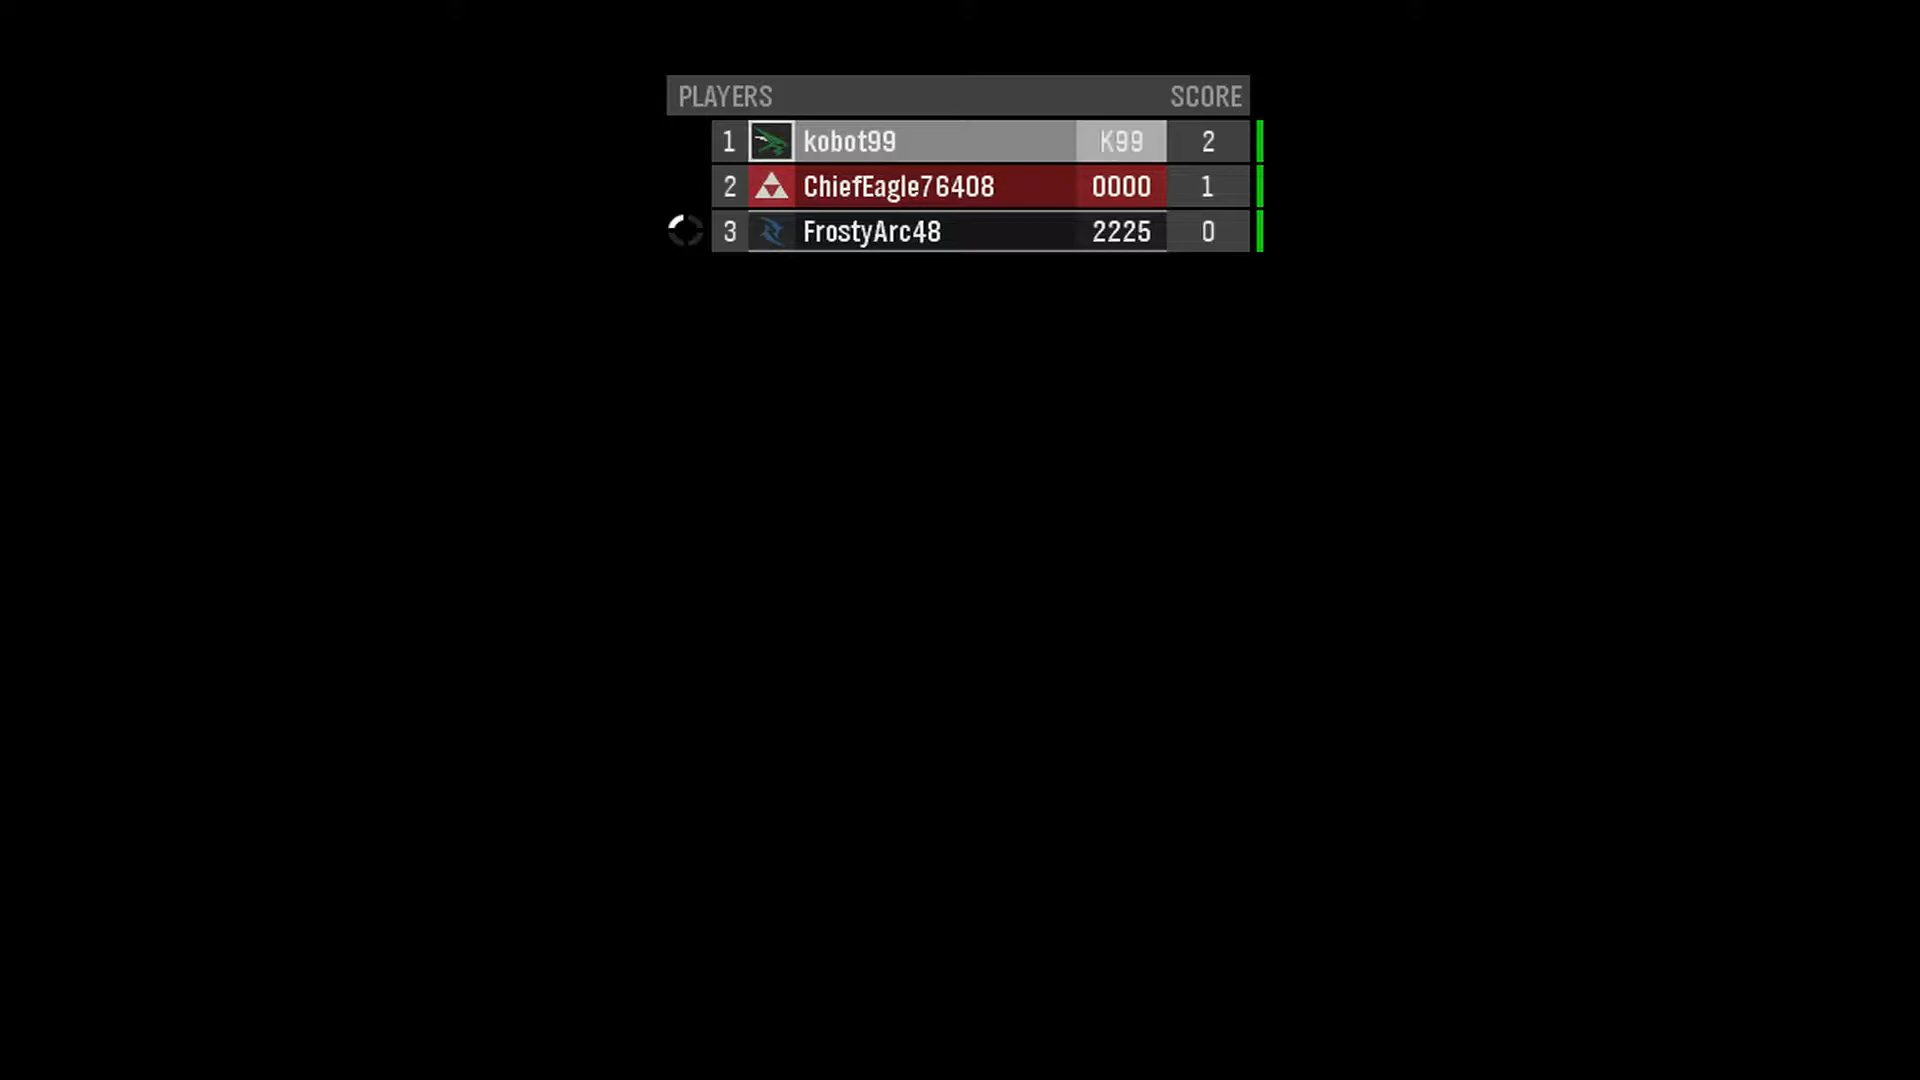 PLAYERS SCORE
1 kobot99 K99 2
2 ChiefEagle76408 0000 1
3 FrostyArc48 2225 0